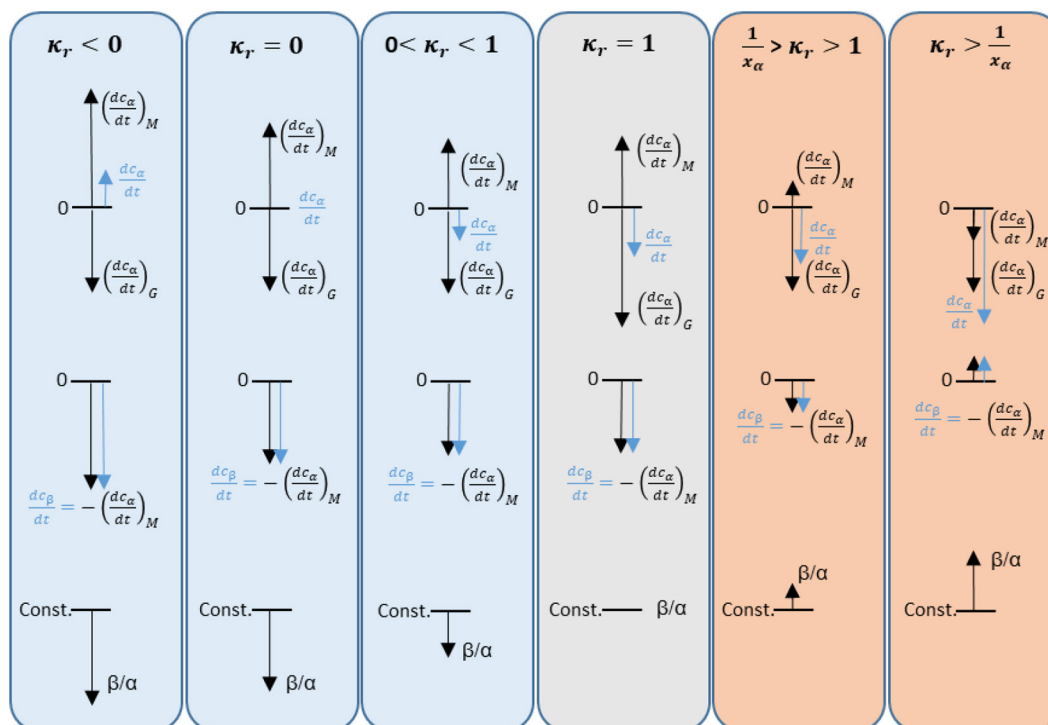 κr < 0
(dcα/dt)M
dcα/dt
0
(dcα/dt)G
0
dcβ/dt = − (dcα/dt)M
Const.
β/α
κr = 0
(dcα/dt)M
0
dcα/dt
(dcα/dt)G
0
dcβ/dt = − (dcα/dt)M
Const.
β/α
0< κr < 1
(dcα/dt)M
0
dcα/dt
(dcα/dt)G
0
dcβ/dt = − (dcα/dt)M
Const.
β/α
κr = 1
(dcα/dt)M
0
dcα/dt
(dcα/dt)G
0
dcβ/dt = − (dcα/dt)M
Const.
β/α
1/xα > κr > 1
(dcα/dt)M
0
dcα/dt
(dcα/dt)G
0
dcβ/dt = − (dcα/dt)M
β/α
Const.
κr > 1/xα
0
(dcα/dt)M
(dcα/dt)G
dcα/dt
0
dcβ/dt = − (dcα/dt)M
β/α
Const.